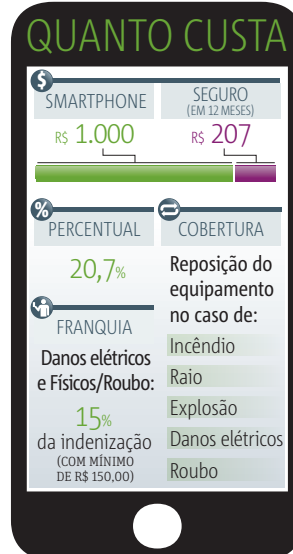 QUANTO CUSTA
$
SMARTPHONE
R$ 1.000
SEGURO
(EM 12 MESES)
R$ 207
%
PERCENTUAL
20,7%
FRANQUIA
Danos elétricos
e Físicos/Roubo:
15%
da indenização
(COM MÍNIMO
DE R$ 150,00)
COBERTURA
Reposição do
equipamento
no caso de:
Incêndio
Raio
Explosão
Danos elétricos
Roubo